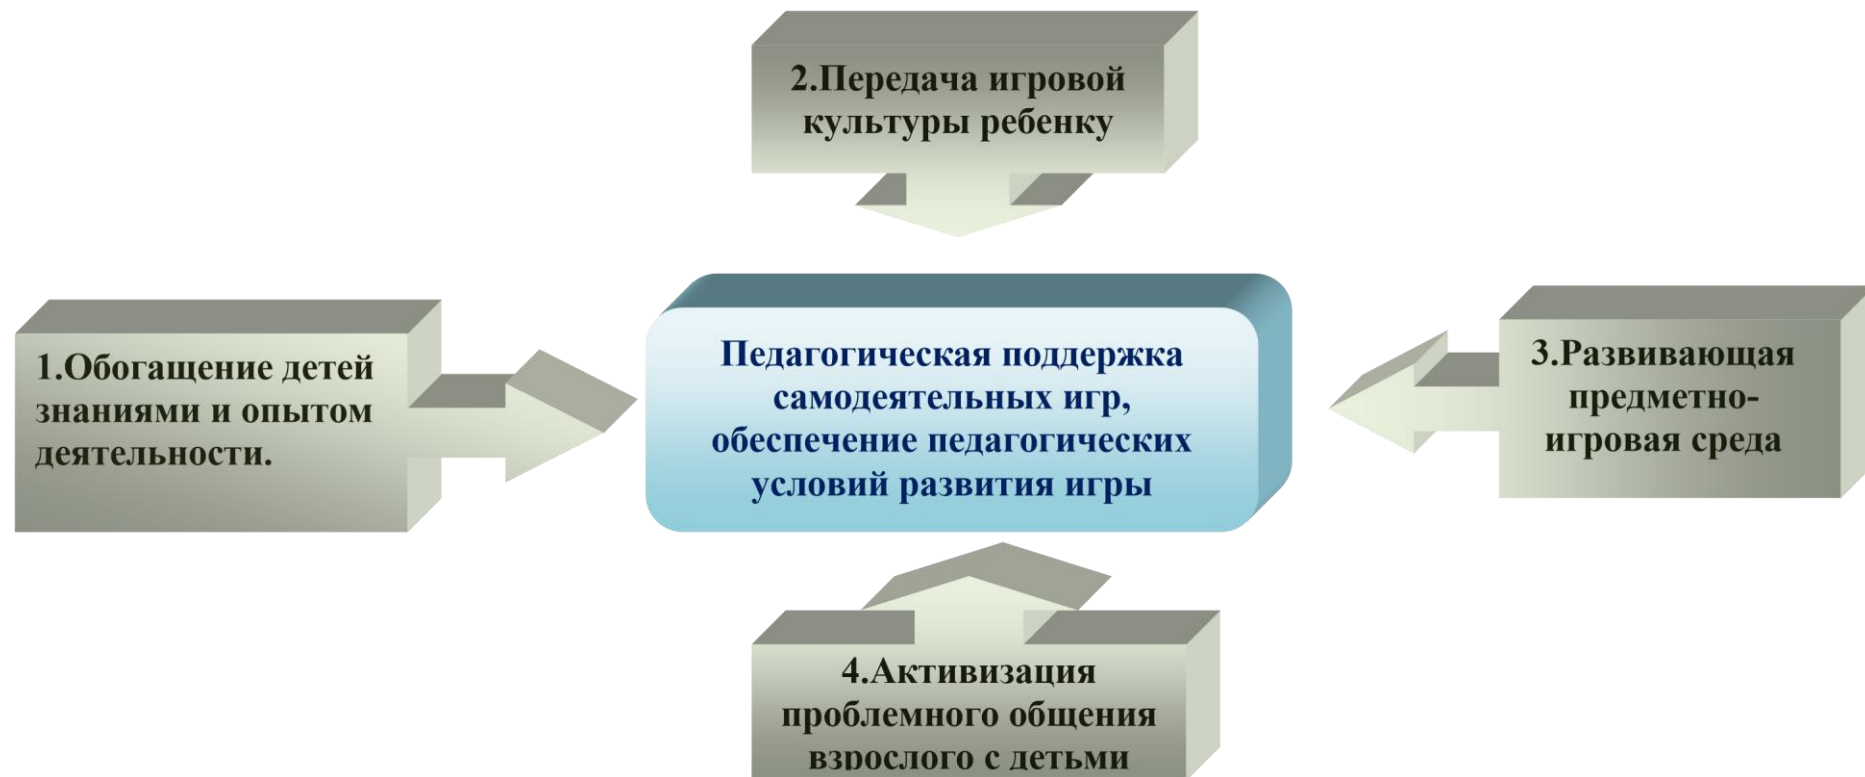 2.Передача игровой
культуры ребенку
1.Обогащение детей
знаниями и опытом
деятельности.
Педагогическая поддержка
самодеятельных игр,
обеспечение педагогических
условий развития игры
3.Развивающая
предметно-
игровая среда
4.Активизация
проблемного общения
взрослого с детьми